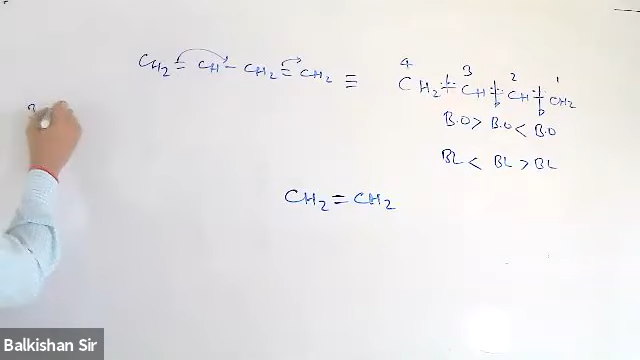 CH₂ = CH - CH₂ = CH₂ ≡
4 3 2 1
CH₂ CH CH CH₂
B.O > B.O < B.O
BL < BL > BL
CH₂ = CH₂
Balkishan Sir